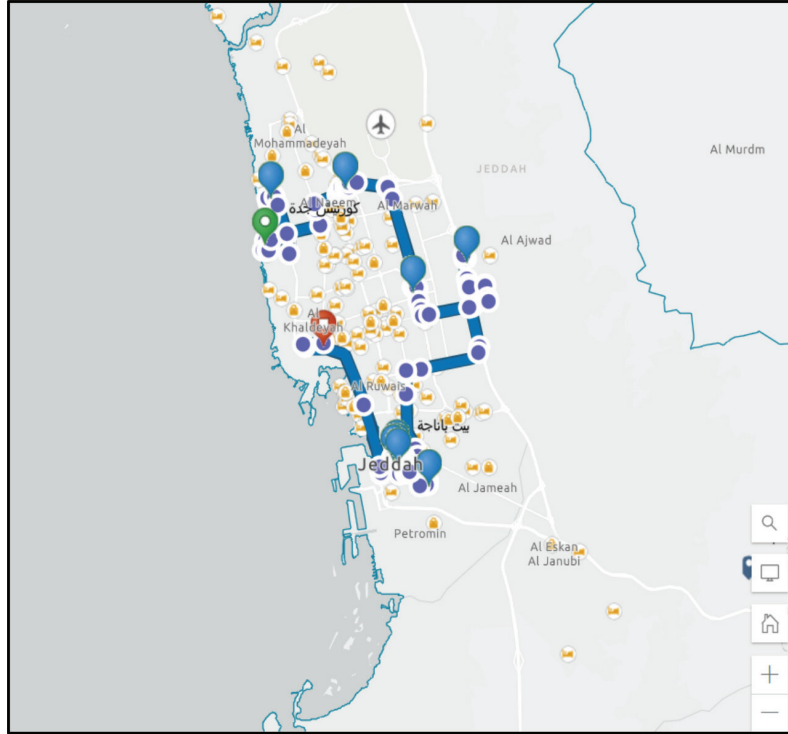 Al
Mohammadeyah
JEDDAH
Al Murdm
Al Naeem
كورنيش جدة
Al Marwah
Al Ajwad
Al
Khaldeyah
Al Ruwais
بيت باناجة
Jeddah
Al Jameah
Petromin
Al Eskan
Al Janubi